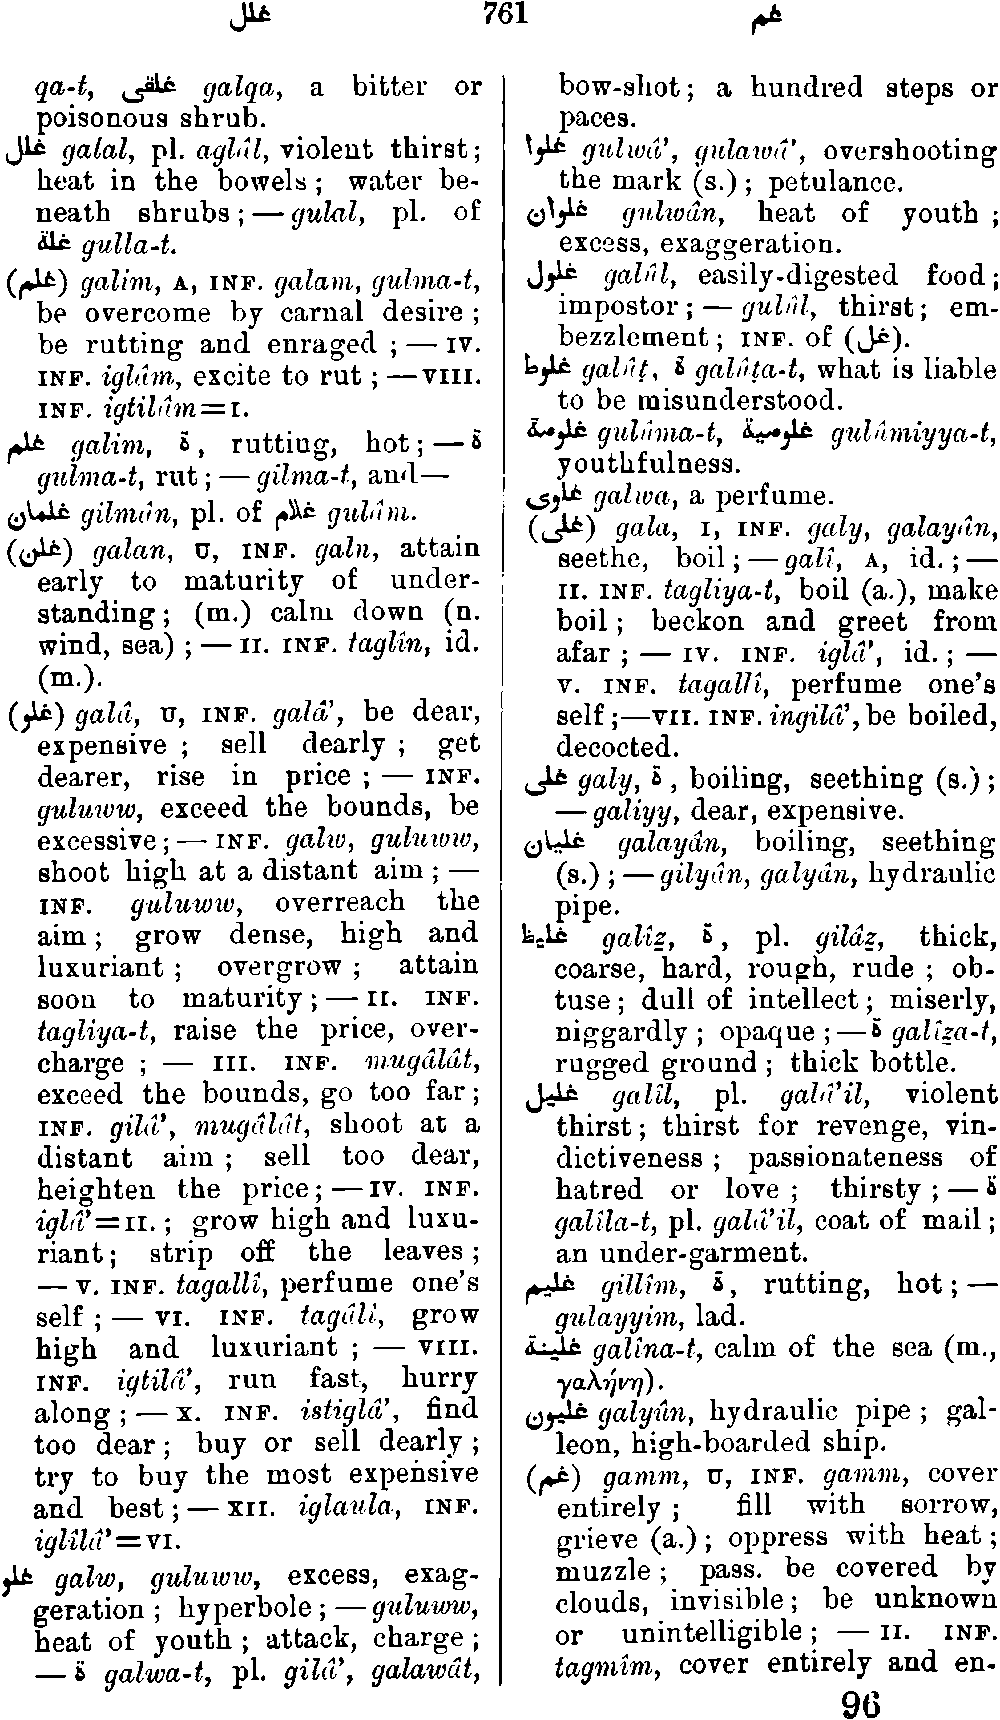 غلل 761 غم
qa-t, غلقى galqa, a bitter or
poisonous shrub.
غلل galal, pl. aglâl, violent thirst;
heat in the bowels; water be-
neath shrubs; — gulal, pl. of
غلة gulla-t.
(غلم) galim, A, INF. galam, gulma-t,
be overcome by carnal desire;
be rutting and enraged; — IV.
INF. iglâm, excite to rut; — VIII.
INF. igtilâm = I.
غلم galim, ة, rutting, hot; — ة
gulma-t, rut; — gilma-t, and—
غلمان gilmân, pl. of غلام gulâm.
(غلن) galan, U, INF. galn, attain
early to maturity of under-
standing; (m.) calm down (n.
wind, sea); — II. INF. taglîn, id.
(m.).
(غلو) galâ, U, INF. galâ', be dear,
expensive; sell dearly; get
dearer, rise in price; — INF.
guluww, exceed the bounds, be
excessive; — INF. galw, guluww,
shoot high at a distant aim; —
INF. guluww, overreach the
aim; grow dense, high and
luxuriant; overgrow; attain
soon to maturity; — II. INF.
tagliya-t, raise the price, over-
charge; — III. INF. mugâlât,
exceed the bounds, go too far;
INF. gilâ', mugâlât, shoot at a
distant aim; sell too dear,
heighten the price; — IV. INF.
iglâ' = II.; grow high and luxu-
riant; strip off the leaves;
— V. INF. tagallî, perfume one's
self; — VI. INF. tagâlî, grow
high and luxuriant; — VIII.
INF. igtilâ', run fast, hurry
along; — X. INF. istiglâ', find
too dear; buy or sell dearly;
try to buy the most expensive
and best; — XII. iglaula, INF.
iglîlâ' = VI.
غلو galw, guluww, excess, exag-
geration; hyperbole; — guluww,
heat of youth; attack, charge;
— ة galwa-t, pl. gilâ', galawât,
bow-shot; a hundred steps or
paces.
غلوا gulwâ', gulawâ', overshooting
the mark (s.); petulance.
غلوان gulwân, heat of youth;
excess, exaggeration.
غلول galûl, easily-digested food;
impostor; — gulûl, thirst; em-
bezzlement; INF. of (غل).
غلوط galûṭ, ة galûṭa-t, what is liable
to be misunderstood.
غلومة gulûma-t, غلومية gulûmiyya-t,
youthfulness.
غلوى galwa, a perfume.
(غلى) gala, I, INF. galy, galayân,
seethe, boil; — galî, A, id.; —
II. INF. tagliya-t, boil (a.), make
boil; beckon and greet from
afar; — IV. INF. iglâ', id.; —
V. INF. tagallî, perfume one's
self; — VII. INF. ingilâ', be boiled,
decocted.
غلى galy, ة, boiling, seething (s.);
— galiyy, dear, expensive.
غليان galayân, boiling, seething
(s.); — gilyân, galyân, hydraulic
pipe.
غليظ galîẓ, ة, pl. gilâẓ, thick,
coarse, hard, rough, rude; ob-
tuse; dull of intellect; miserly,
niggardly; opaque; — ة galîẓa-t,
rugged ground; thick bottle.
غليل galîl, pl. galâ'il, violent
thirst; thirst for revenge, vin-
dictiveness; passionateness of
hatred or love; thirsty; — ة
galîla-t, pl. galâ'il, coat of mail;
an under-garment.
غليم gillîm, ة, rutting, hot; —
gulayyim, lad.
غلينة galîna-t, calm of the sea (m.,
γαλήνη).
غليون galyûn, hydraulic pipe; gal-
leon, high-boarded ship.
(غم) gamm, U, INF. gamm, cover
entirely; fill with sorrow,
grieve (a.); oppress with heat;
muzzle; pass. be covered by
clouds, invisible; be unknown
or unintelligible; — II. INF.
tagmîm, cover entirely and en-
96